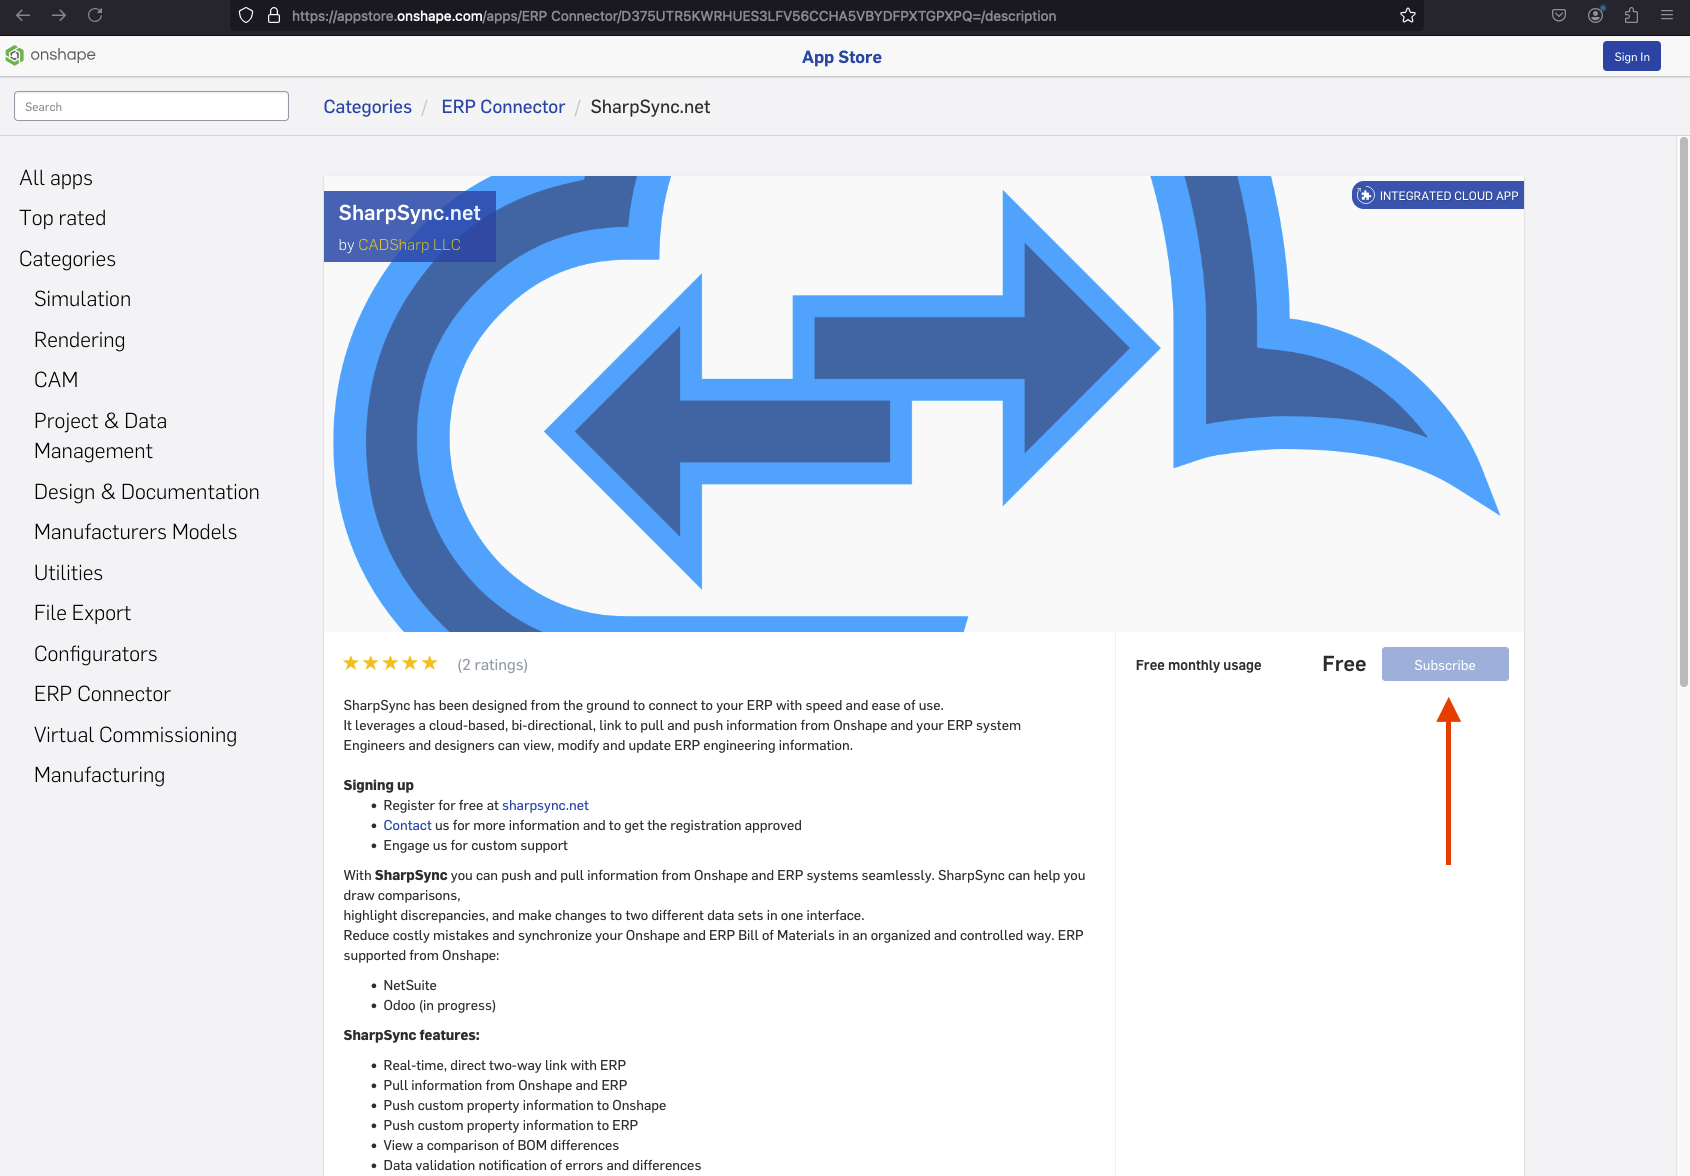 https://appstore.onshape.com/apps/ERP Connector/D375UTR5KWRHUES3LFV56CCHA5VBYDFPXTGPXPQ=/description
onshape
App Store
Sign In
Search
Categories / ERP Connector / SharpSync.net
All apps
Top rated
Categories
Simulation
Rendering
CAM
Project & Data
Management
Design & Documentation
Manufacturers Models
Utilities
File Export
Configurators
ERP Connector
Virtual Commissioning
Manufacturing
SharpSync.net
by CADSharp LLC
INTEGRATED CLOUD APP
(2 ratings)
Free monthly usage Free Subscribe
SharpSync has been designed from the ground to connect to your ERP with speed and ease of use.
It leverages a cloud-based, bi-directional, link to pull and push information from Onshape and your ERP system
Engineers and designers can view, modify and update ERP engineering information.
Signing up
• Register for free at sharpsync.net
• Contact us for more information and to get the registration approved
• Engage us for custom support
With SharpSync you can push and pull information from Onshape and ERP systems seamlessly. SharpSync can help you
draw comparisons,
highlight discrepancies, and make changes to two different data sets in one interface.
Reduce costly mistakes and synchronize your Onshape and ERP Bill of Materials in an organized and controlled way. ERP
supported from Onshape:
• NetSuite
• Odoo (in progress)
SharpSync features:
• Real-time, direct two-way link with ERP
• Pull information from Onshape and ERP
• Push custom property information to Onshape
• Push custom property information to ERP
• View a comparison of BOM differences
• Data validation notification of errors and differences